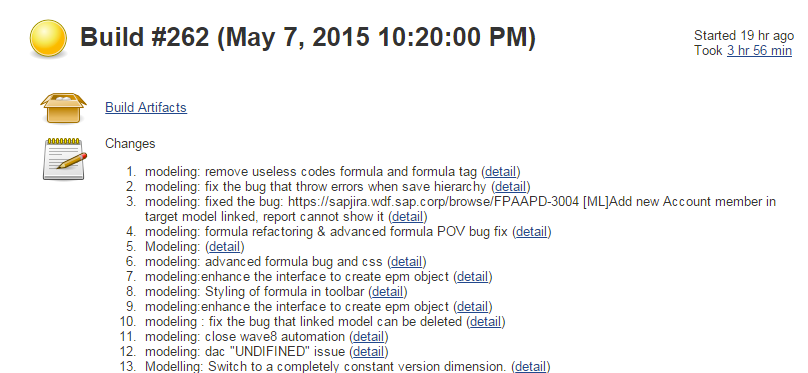 Build #262 (May 7, 2015 10:20:00 PM)
Started 19 hr ago
Took 3 hr 56 min
Build Artifacts
Changes
1. modeling: remove useless codes formula and formula tag (detail)
2. modeling: fix the bug that throw errors when save hierarchy (detail)
3. modeling: fixed the bug: https://sapjira.wdf.sap.corp/browse/FPAAPD-3004 [ML]Add new Account member in
target model linked, report cannot show it (detail)
4. modeling: formula refactoring & advanced formula POV bug fix (detail)
5. Modeling: (detail)
6. modeling: advanced formula bug and css (detail)
7. modeling:enhance the interface to create epm object (detail)
8. modeling: Styling of formula in toolbar (detail)
9. modeling:enhance the interface to create epm object (detail)
10. modeling : fix the bug that linked model can be deleted (detail)
11. modeling: close wave8 automation (detail)
12. modeling: dac "UNDIFINED" issue (detail)
13. Modelling: Switch to a completely constant version dimension. (detail)